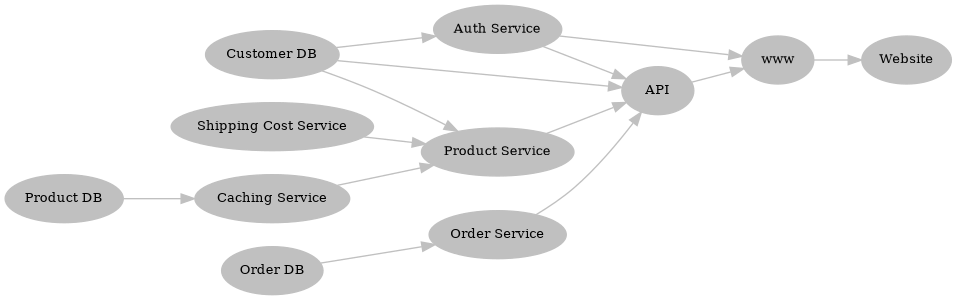 Auth Service
Customer DB
www
Website
API
Shipping Cost Service
Product Service
Product DB
Caching Service
Order Service
Order DB